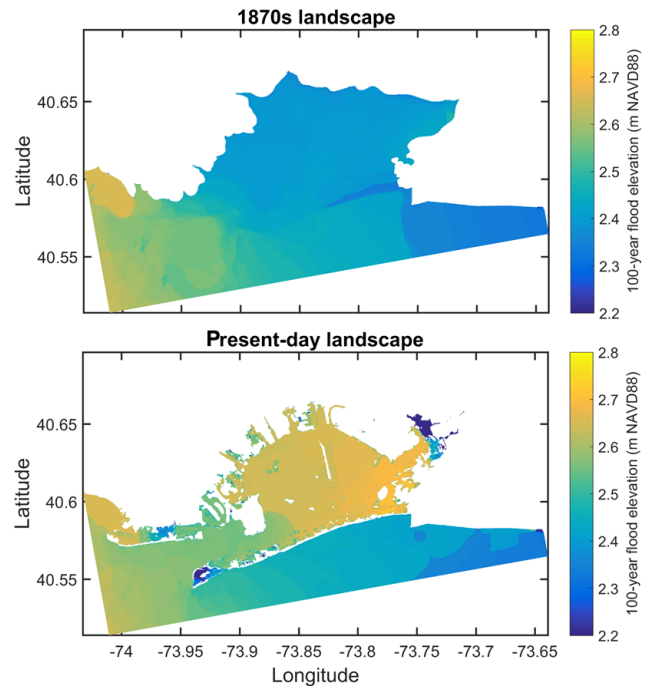 1870s landscape
Latitude
40.65
40.6
40.55
2.8
2.7
2.6
2.5
2.4
2.3
2.2
100-year flood elevation (m NAVD88)
Present-day landscape
Latitude
40.65
40.6
40.55
-74 -73.95 -73.9 -73.85 -73.8 -73.75 -73.7 -73.65
Longitude
2.8
2.7
2.6
2.5
2.4
2.3
2.2
100-year flood elevation (m NAVD88)